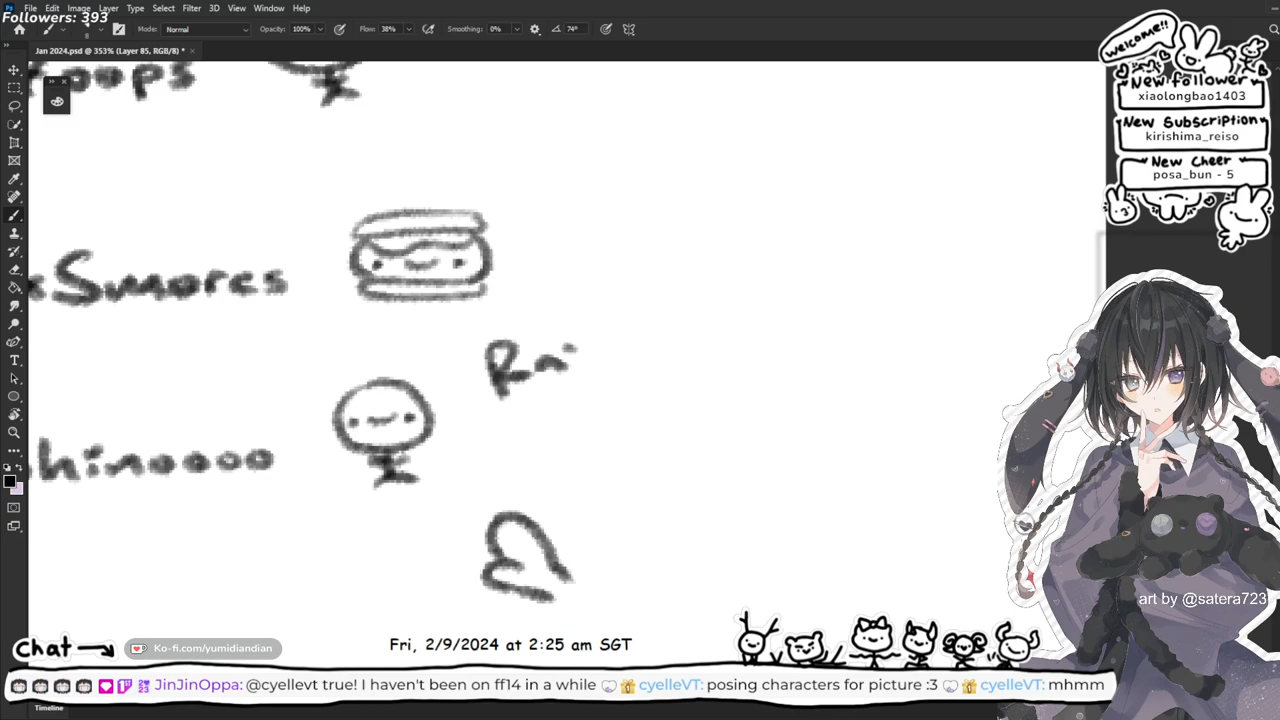 File Edit Image Layer Type Select Filter 3D View Window Help
Followers: 393
Mode: Normal Opacity: 100% Flow: 38% Smoothing: 0% 74°
Jan 2024.psd @ 353% (Layer 85, RGB/8) *
welcome!!
New follower
xiaolongbao1403
New Subscription
kirishima_reiso
New Cheer
posa_bun - 5
oops
Smores
Rai
hinoooo
art by @satera723
Fri, 2/9/2024 at 2:25 am SGT
chat → Ko-fi.com/yumidiandian
JinJinOppa: @cyellevt true! I haven't been on ff14 in a while cyelleVT: posing characters for picture :3 cyelleVT: mhmm
Timeline